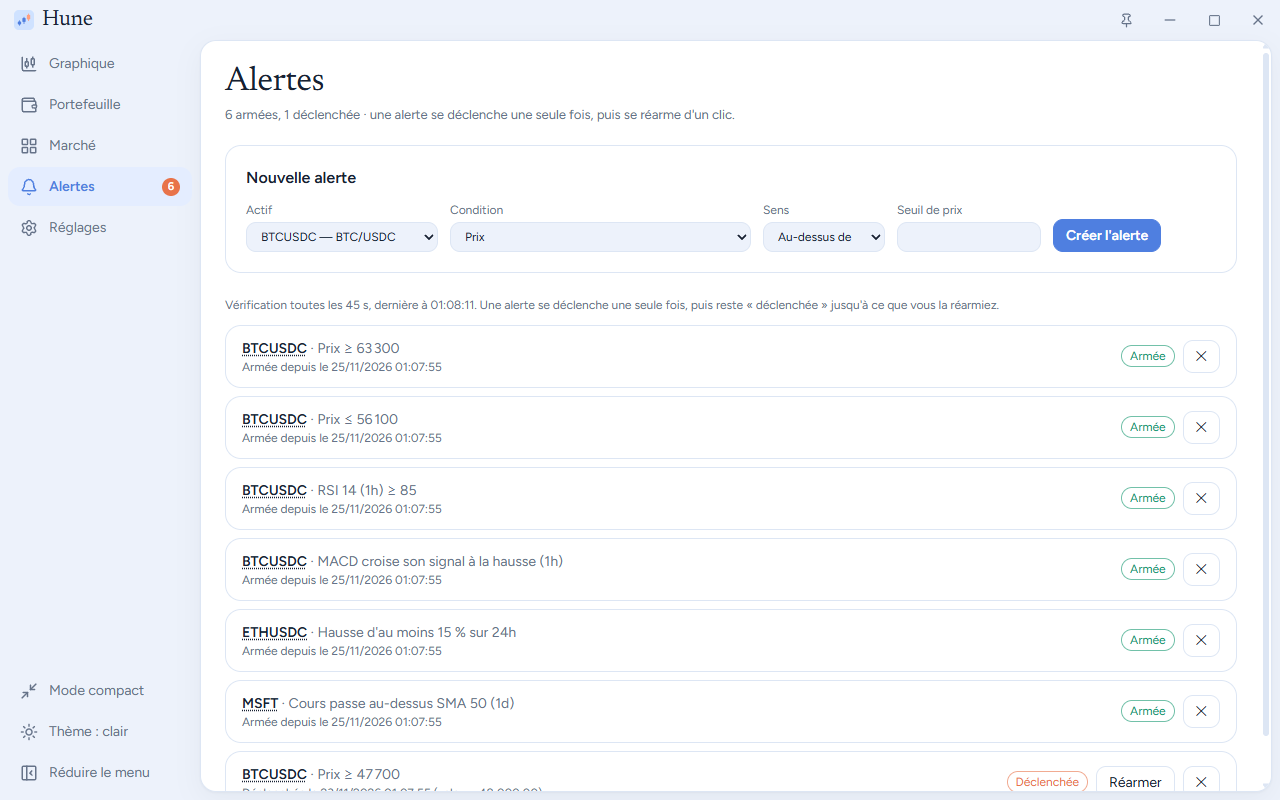 Hune
Graphique
Portefeuille
Marché
Alertes
6
Réglages
Mode compact
Thème : clair
Réduire le menu
Alertes
6 armées, 1 déclenchée · une alerte se déclenche une seule fois, puis se réarme d'un clic.
Nouvelle alerte
Actif Condition Sens Seuil de prix
BTCUSDC — BTC/USDC Prix Au-dessus de Créer l'alerte
Vérification toutes les 45 s, dernière à 01:08:11. Une alerte se déclenche une seule fois, puis reste « déclenchée » jusqu'à ce que vous la réarmiez.
BTCUSDC · Prix ≥ 63 300
Armée depuis le 25/11/2026 01:07:55
Armée
BTCUSDC · Prix ≤ 56 100
Armée depuis le 25/11/2026 01:07:55
Armée
BTCUSDC · RSI 14 (1h) ≥ 85
Armée depuis le 25/11/2026 01:07:55
Armée
BTCUSDC · MACD croise son signal à la hausse (1h)
Armée depuis le 25/11/2026 01:07:55
Armée
ETHUSDC · Hausse d'au moins 15 % sur 24h
Armée depuis le 25/11/2026 01:07:55
Armée
MSFT · Cours passe au-dessus SMA 50 (1d)
Armée depuis le 25/11/2026 01:07:55
Armée
BTCUSDC · Prix ≥ 47 700
Déclenchée Réarmer